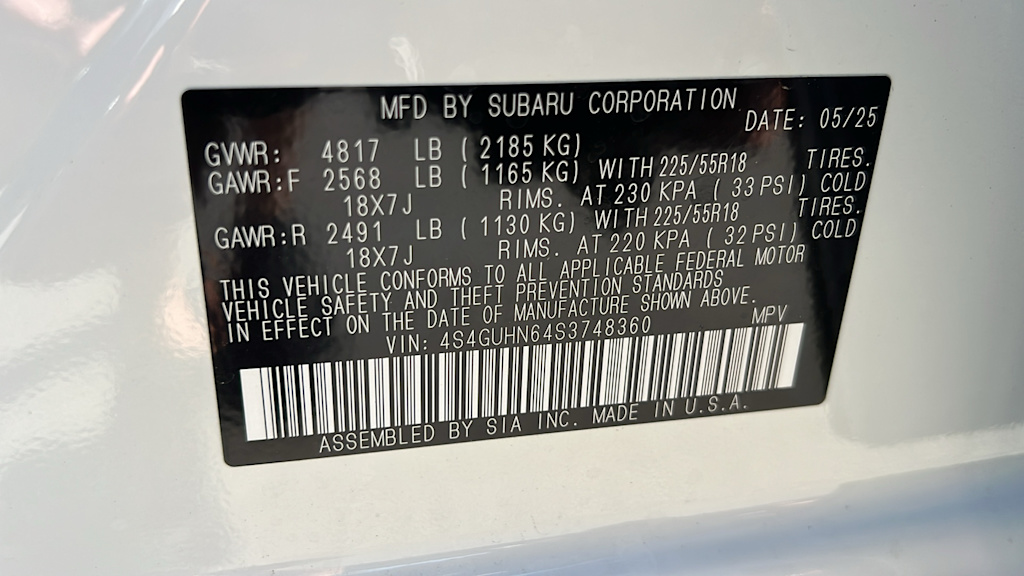 MFD BY SUBARU CORPORATION DATE: 05/25
GVWR: 4817 LB ( 2185 KG)
GAWR:F 2568 LB ( 1165 KG) WITH 225/55R18 TIRES.
18X7J RIMS. AT 230 KPA ( 33 PSI) COLD
GAWR:R 2491 LB ( 1130 KG) WITH 225/55R18 TIRES.
18X7J RIMS. AT 220 KPA ( 32 PSI) COLD
THIS VEHICLE CONFORMS TO ALL APPLICABLE FEDERAL MOTOR
VEHICLE SAFETY AND THEFT PREVENTION STANDARDS
IN EFFECT ON THE DATE OF MANUFACTURE SHOWN ABOVE.
VIN: 4S4GUHN64S3748360 MPV
ASSEMBLED BY SIA INC. MADE IN U.S.A.